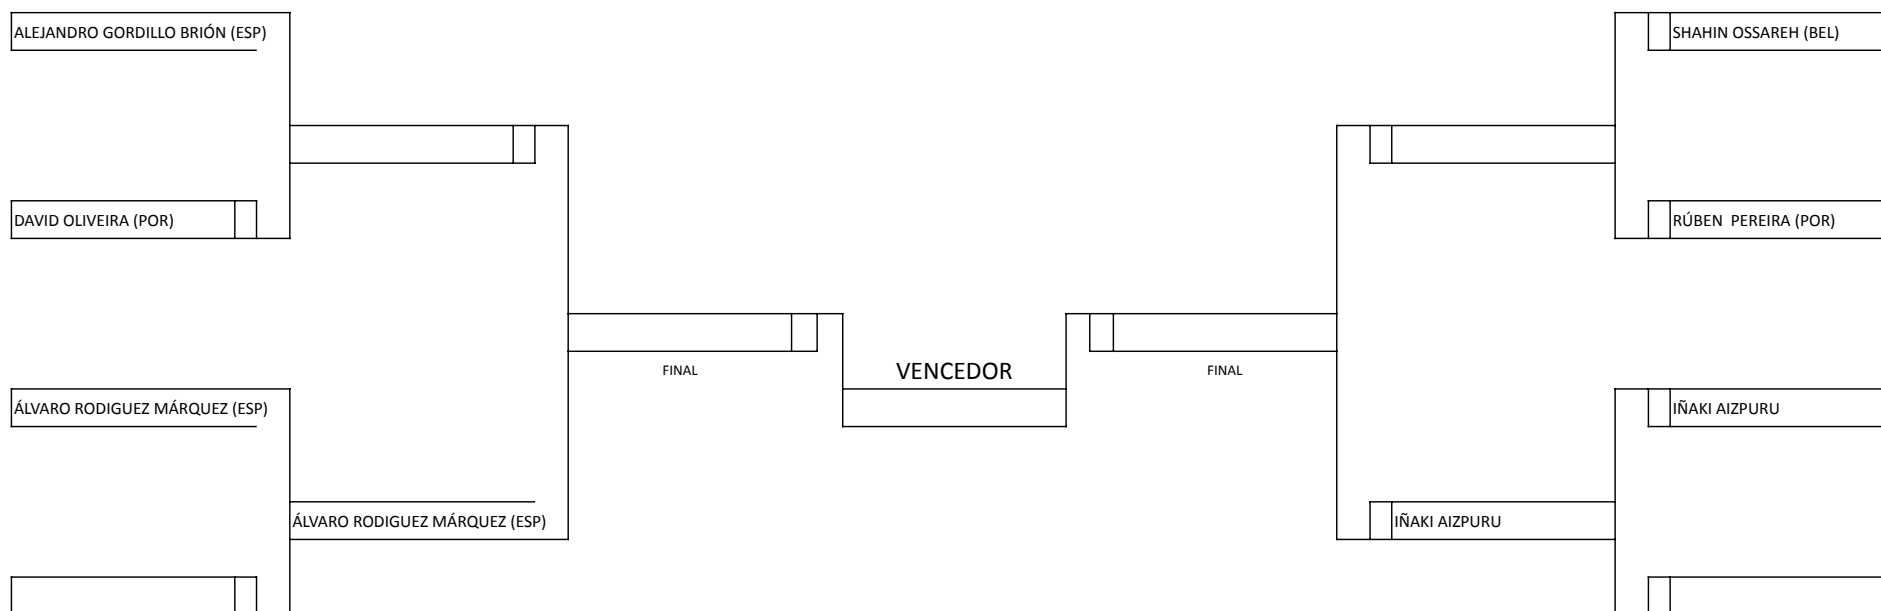 ALEJANDRO GORDILLO BRIÓN (ESP)
SHAHIN OSSAREH (BEL)
DAVID OLIVEIRA (POR)
RÚBEN  PEREIRA (POR)
FINAL
VENCEDOR
FINAL
ÁLVARO RODIGUEZ MÁRQUEZ (ESP)
IÑAKI AIZPURU
ÁLVARO RODIGUEZ MÁRQUEZ (ESP)
IÑAKI AIZPURU